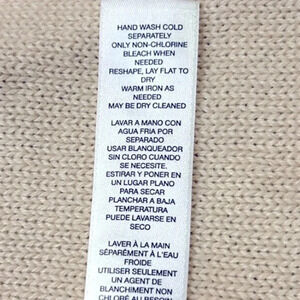 HAND WASH COLD
SEPARATELY
ONLY NON-CHLORINE
BLEACH WHEN
NEEDED
RESHAPE, LAY FLAT TO
DRY
WARM IRON AS
NEEDED
MAY BE DRY CLEANED
LAVAR A MANO CON
AGUA FRIA POR
SEPARADO
USAR BLANQUEADOR
SIN CLORO CUANDO
SE NECESITE.
ESTIRAR Y PONER EN
UN LUGAR PLANO
PARA SECAR
PLANCHAR A BAJA
TEMPERATURA
PUEDE LAVARSE EN
SECO
LAVER À LA MAIN
SÉPARÉMENT À L'EAU
FROIDE
UTILISER SEULEMENT
UN AGENT DE
BLANCHIMENT NON
CHLORÉ AU BESOIN